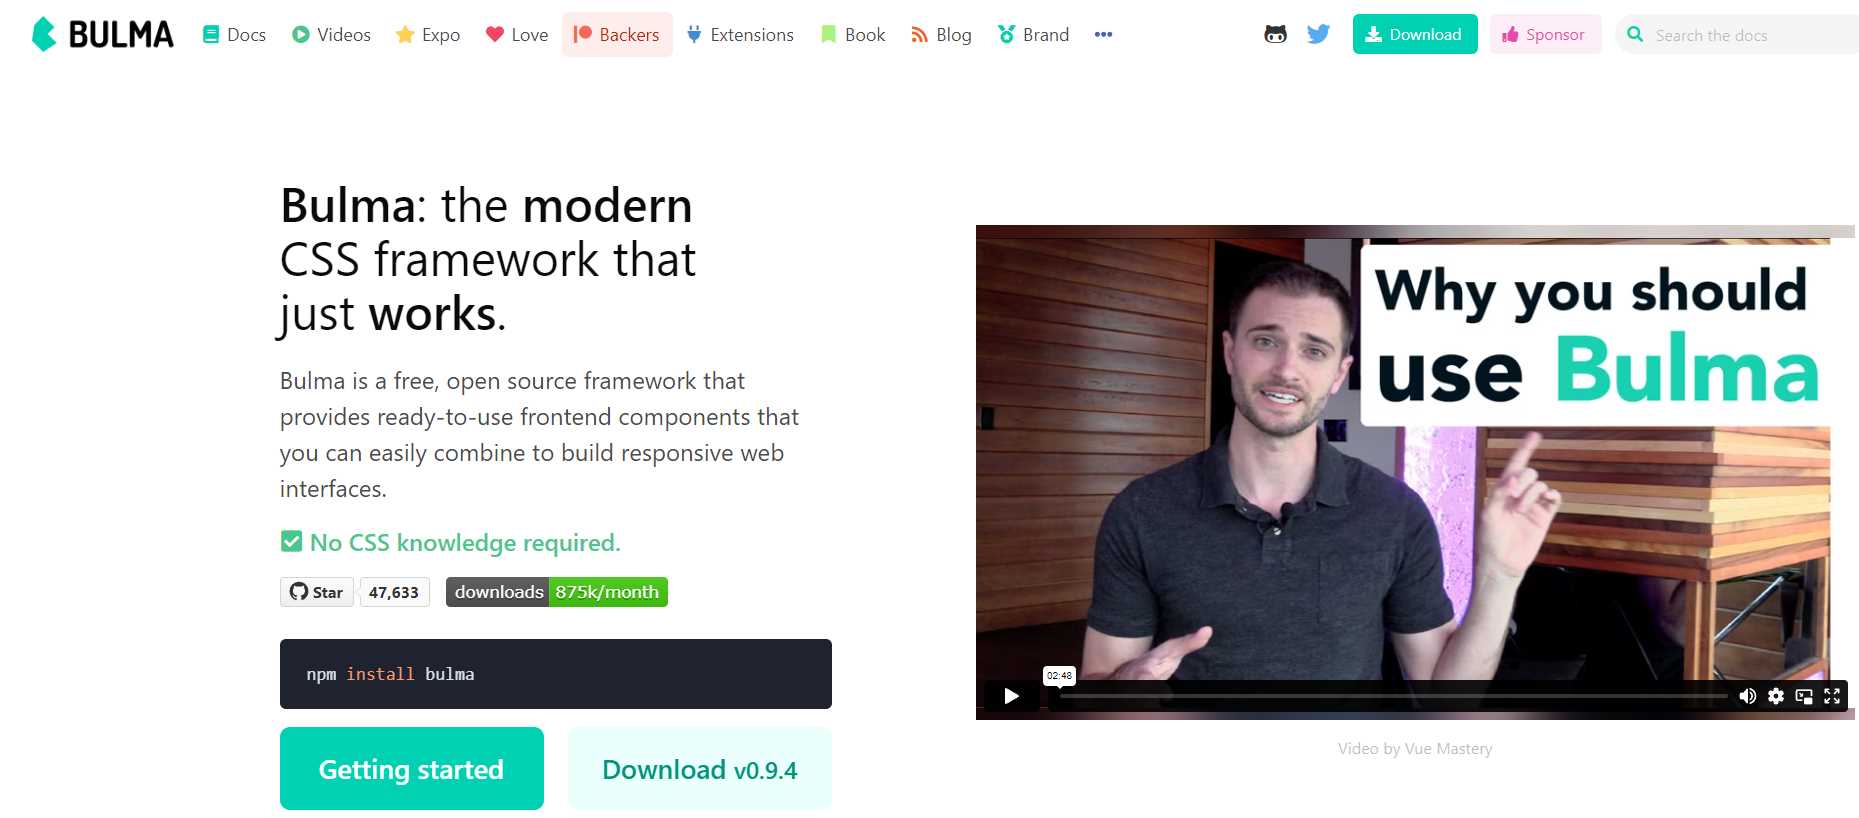 BULMA Docs Videos Expo Love Backers Extensions Book Blog Brand Download Sponsor Search the docs
Bulma: the modern
CSS framework that
just works.
Bulma is a free, open source framework that
provides ready-to-use frontend components that
you can easily combine to build responsive web
interfaces.
No CSS knowledge required.
Star 47,633 downloads 875k/month
npm install bulma
Getting started Download v0.9.4
Why you should
use Bulma
02:48
Video by Vue Mastery